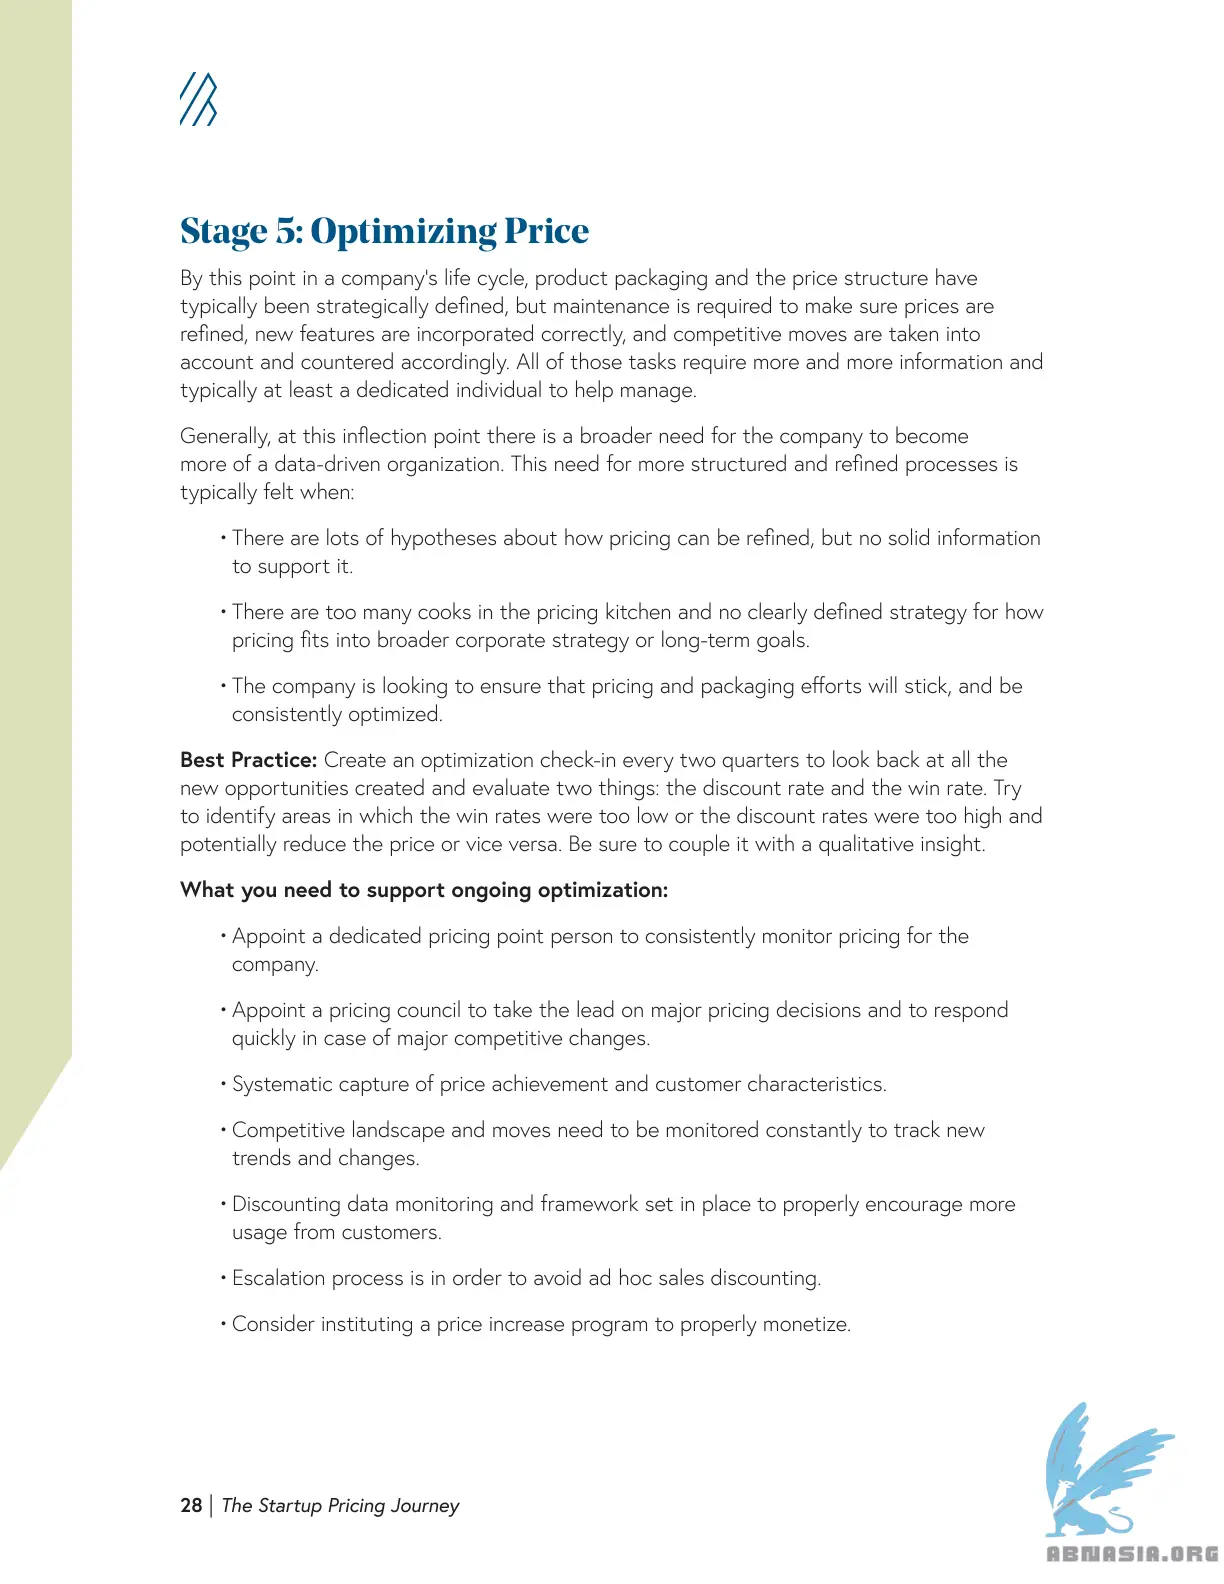 Stage 5: Optimizing Price
By this point in a company's life cycle, product packaging and the price structure have
typically been strategically defined, but maintenance is required to make sure prices are
refined, new features are incorporated correctly, and competitive moves are taken into
account and countered accordingly. All of those tasks require more and more information and
typically at least a dedicated individual to help manage.
Generally, at this inflection point there is a broader need for the company to become
more of a data-driven organization. This need for more structured and refined processes is
typically felt when:
• There are lots of hypotheses about how pricing can be refined, but no solid information
to support it.
• There are too many cooks in the pricing kitchen and no clearly defined strategy for how
pricing fits into broader corporate strategy or long-term goals.
• The company is looking to ensure that pricing and packaging efforts will stick, and be
consistently optimized.
Best Practice: Create an optimization check-in every two quarters to look back at all the
new opportunities created and evaluate two things: the discount rate and the win rate. Try
to identify areas in which the win rates were too low or the discount rates were too high and
potentially reduce the price or vice versa. Be sure to couple it with a qualitative insight.
What you need to support ongoing optimization:
• Appoint a dedicated pricing point person to consistently monitor pricing for the
company.
• Appoint a pricing council to take the lead on major pricing decisions and to respond
quickly in case of major competitive changes.
• Systematic capture of price achievement and customer characteristics.
• Competitive landscape and moves need to be monitored constantly to track new
trends and changes.
• Discounting data monitoring and framework set in place to properly encourage more
usage from customers.
• Escalation process is in order to avoid ad hoc sales discounting.
• Consider instituting a price increase program to properly monetize.
28 | The Startup Pricing Journey
ABNASIA.ORG